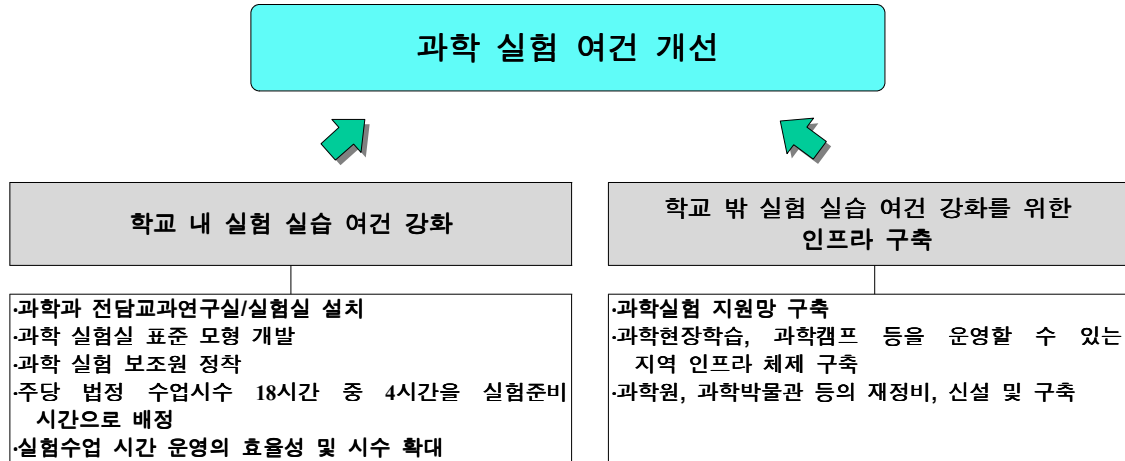 과학 실험 여건 개선
학교 내 실험 실습 여건 강화
·과학과 전담교과연구실/실험실 설치
·과학 실험실 표준 모형 개발
·과학 실험 보조원 정착
·주당 법정 수업시수 18시간 중 4시간을 실험준비
시간으로 배정
·실험수업 시간 운영의 효율성 및 시수 확대
학교 밖 실험 실습 여건 강화를 위한
인프라 구축
·과학실험 지원망 구축
·과학현장학습, 과학캠프 등을 운영할 수 있는
지역 인프라 체제 구축
·과학원, 과학박물관 등의 재정비, 신설 및 구축